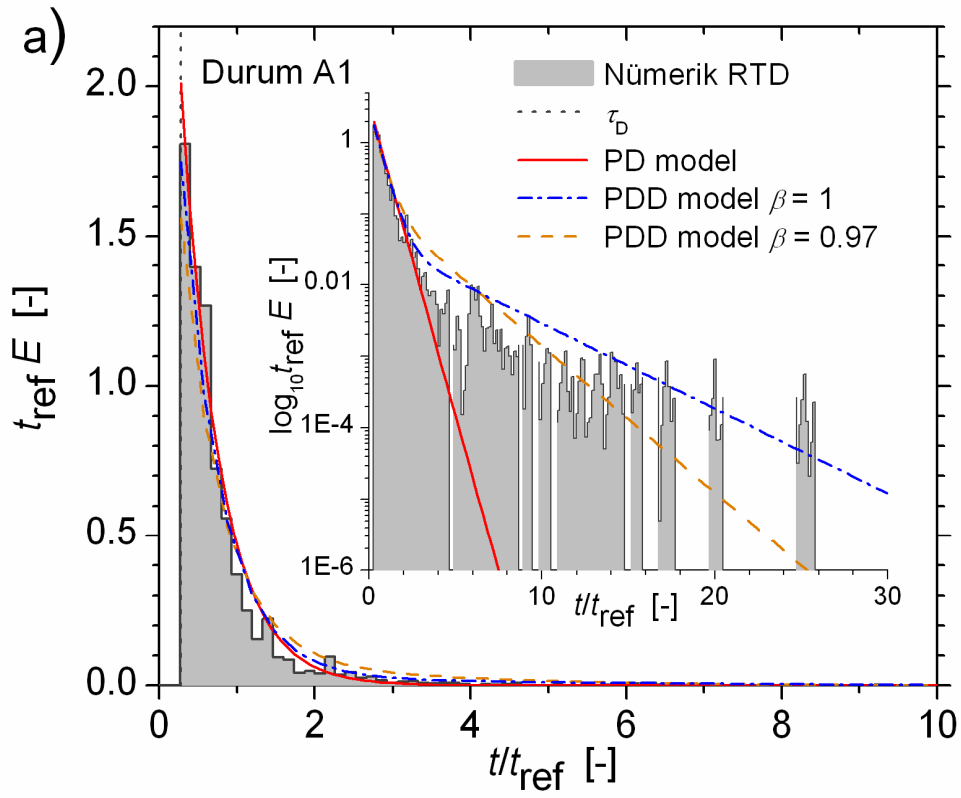 a)
Durum A1
Nümerik RTD
τD
PD model
PDD model β = 1
PDD model β = 0.97
tref E [-]
2.0
1.5
1.0
0.5
0.0
0
2
4
6
8
10
t/tref [-]
log10 tref E [-]
1
0.01
1E-4
1E-6
0
10
20
30
t/tref [-]